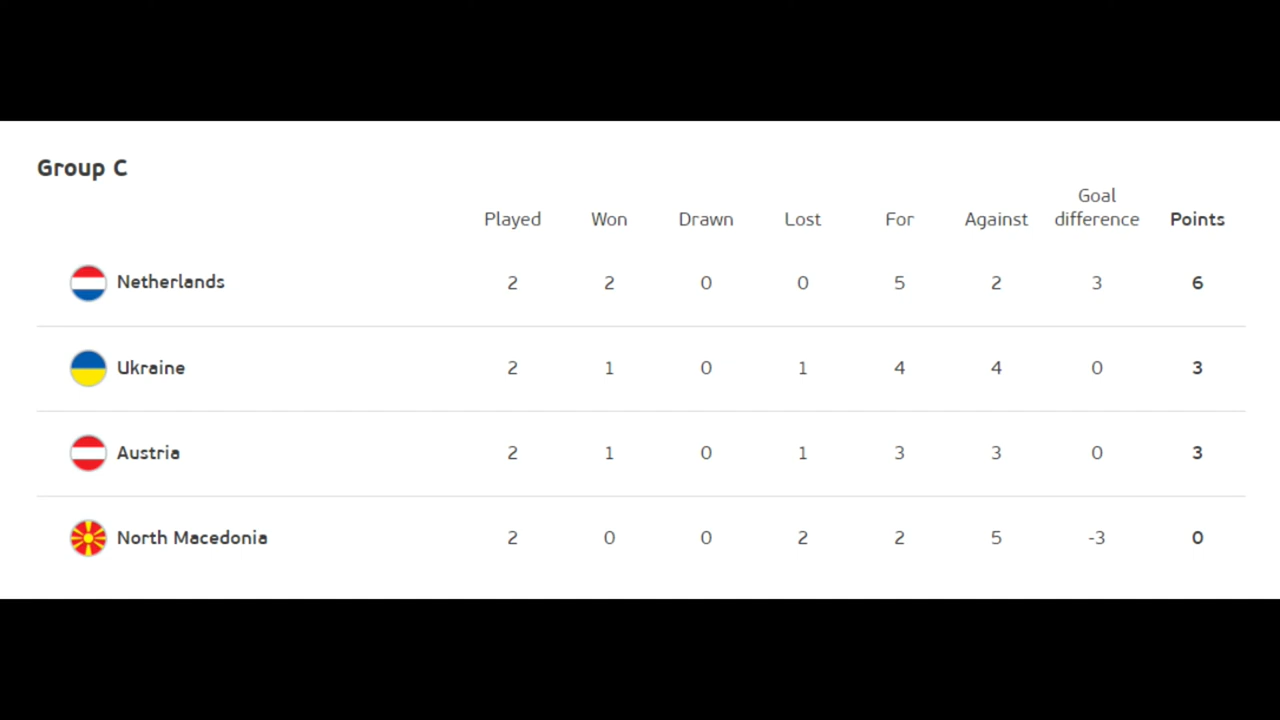 Group C
Played Won Drawn Lost For Against Goal difference Points
Netherlands 2 2 0 0 5 2 3 6
Ukraine 2 1 0 1 4 4 0 3
Austria 2 1 0 1 3 3 0 3
North Macedonia 2 0 0 2 2 5 -3 0